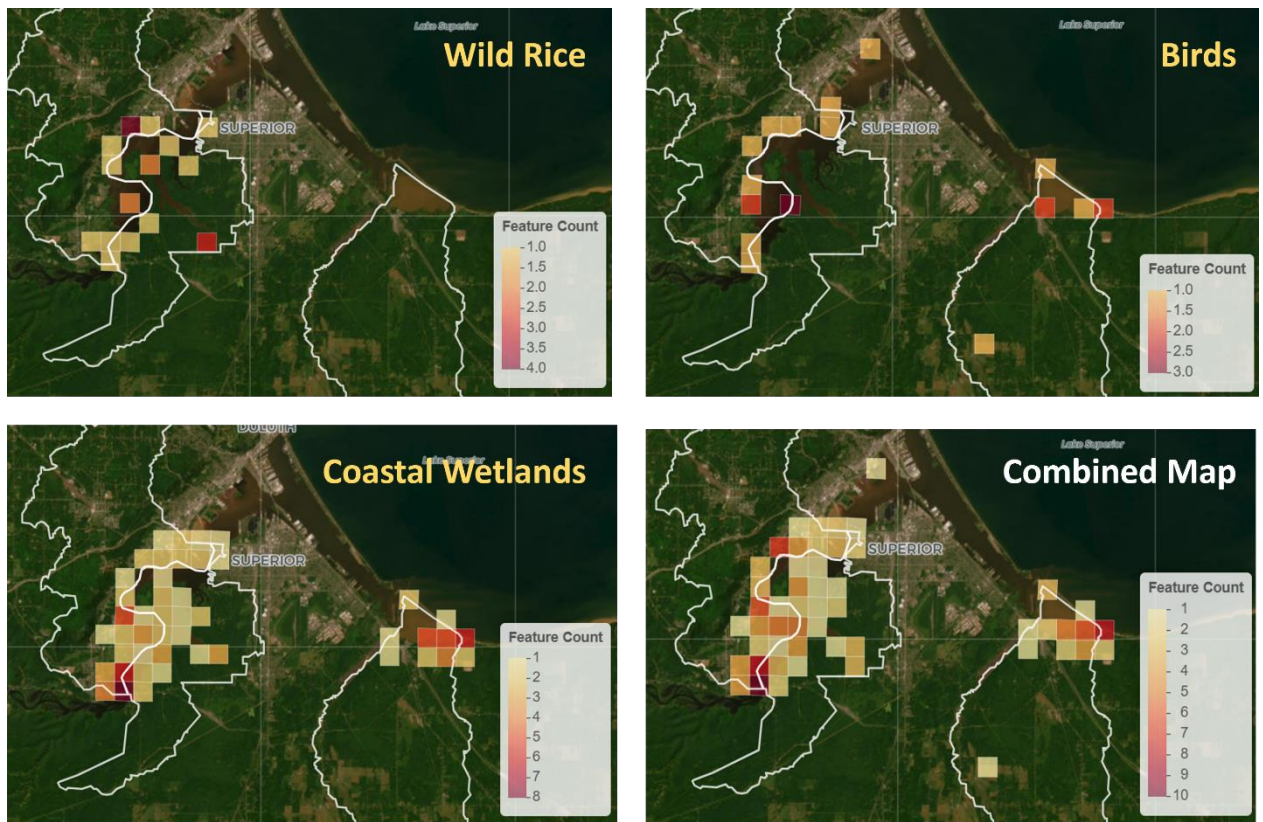 Lake Superior
Wild Rice
SUPERIOR
Feature Count
1.0
1.5
2.0
2.5
3.0
3.5
4.0
Lake Superior
Birds
SUPERIOR
Feature Count
1.0
1.5
2.0
2.5
3.0
DULUTH
Lake Superior
Coastal Wetlands
SUPERIOR
Feature Count
1
2
3
4
5
6
7
8
Lake Superior
Combined Map
SUPERIOR
Feature Count
1
2
3
4
5
6
7
8
9
10